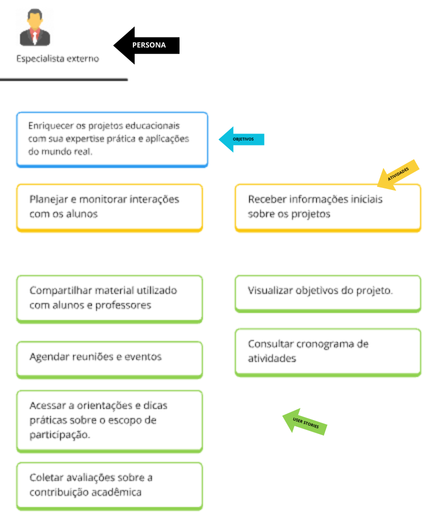 Especialista externo
PERSONA
Enriquecer os projetos educacionais
com sua expertise prática e aplicações
do mundo real.
OBJETIVOS
ATIVIDADES
Planejar e monitorar interações
com os alunos
Receber informações iniciais
sobre os projetos
Compartilhar material utilizado
com alunos e professores
Visualizar objetivos do projeto.
Agendar reuniões e eventos
Consultar cronograma de
atividades
Acessar a orientações e dicas
práticas sobre o escopo de
participação.
USER STORIES
Coletar avaliações sobre a
contribuição acadêmica